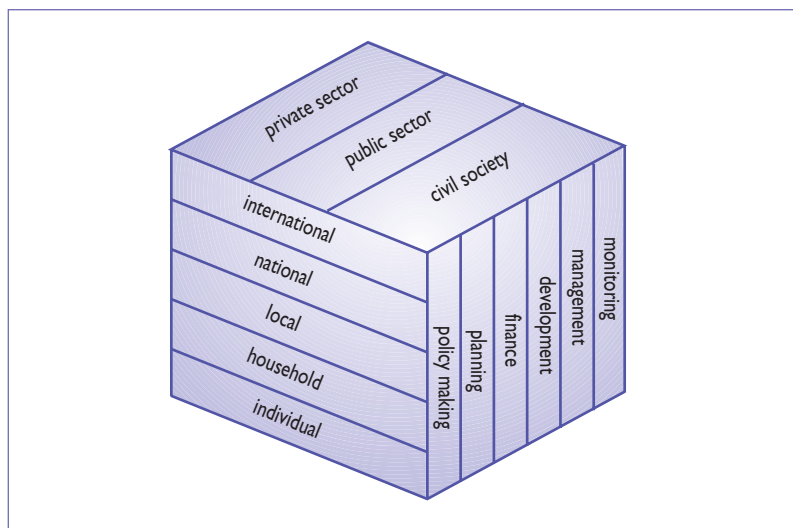 private sector
public sector
civil society
international
national
local
household
individual
policy making
planning
finance
development
management
monitoring